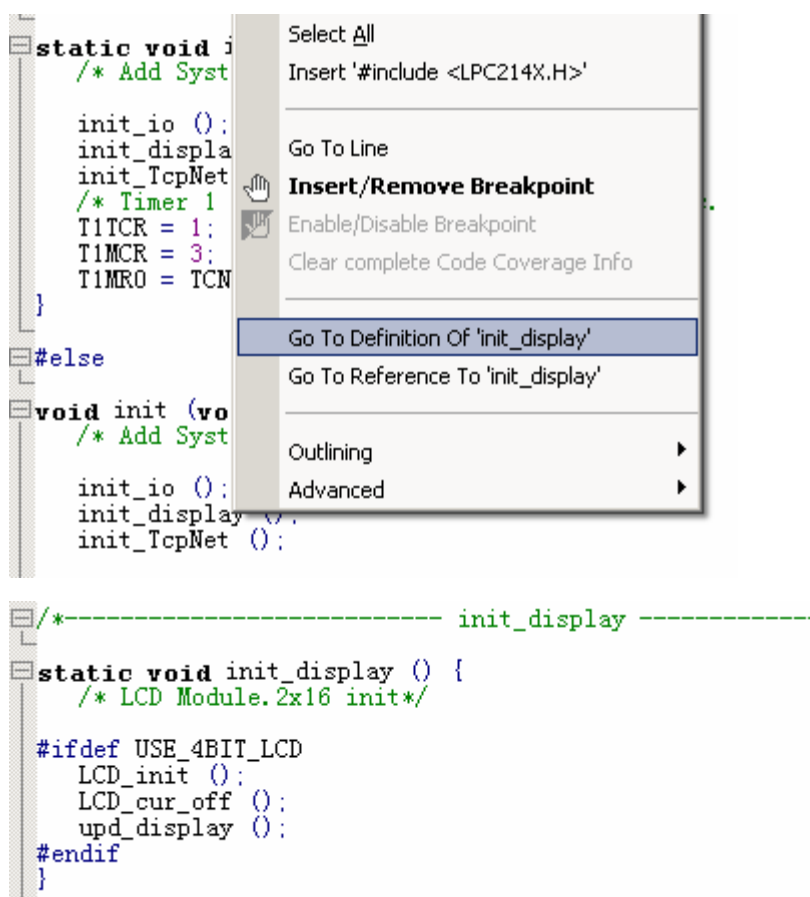 static void i
/* Add Syst
init_io ();
init_displa
init_TcpNet
/* Timer 1
T1TCR = 1;
T1MCR = 3;
T1MR0 = TCN
}
#else
void init (vo
/* Add Syst
init_io ();
init_display ();
init_TcpNet ();
Select All
Insert '#include <LPC214X.H>'
Go To Line
Insert/Remove Breakpoint
Enable/Disable Breakpoint
Clear complete Code Coverage Info
Go To Definition Of 'init_display'
Go To Reference To 'init_display'
Outlining
Advanced
/*--------------------------- init_display ------------
static void init_display () {
/* LCD Module.2x16 init*/
#ifdef USE_4BIT_LCD
LCD_init ();
LCD_cur_off ();
upd_display ();
#endif
}